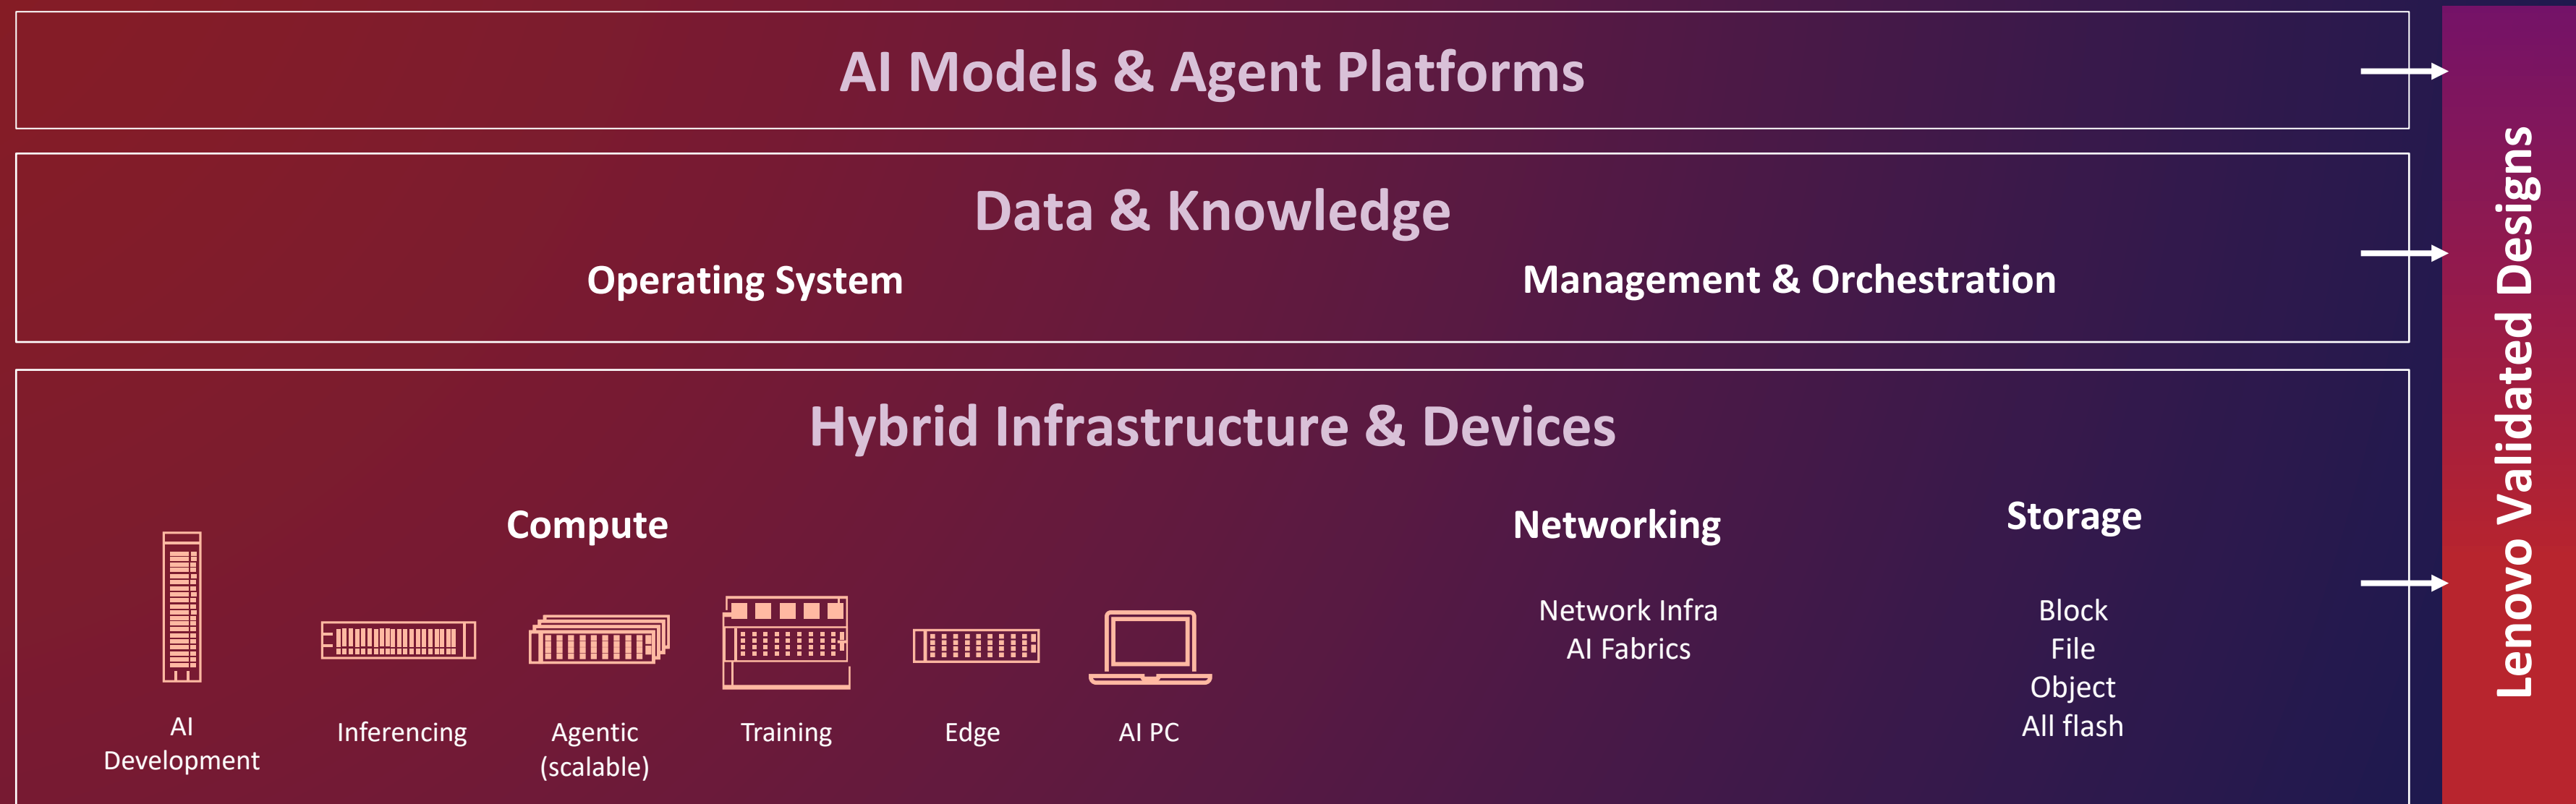 AI Models & Agent Platforms
Data & Knowledge
Operating System
Management & Orchestration
Hybrid Infrastructure & Devices
Compute
AI
Development
Inferencing
Agentic
(scalable)
Training
Edge
AI PC
Networking
Network Infra
AI Fabrics
Storage
Block
File
Object
All flash
Lenovo Validated Designs